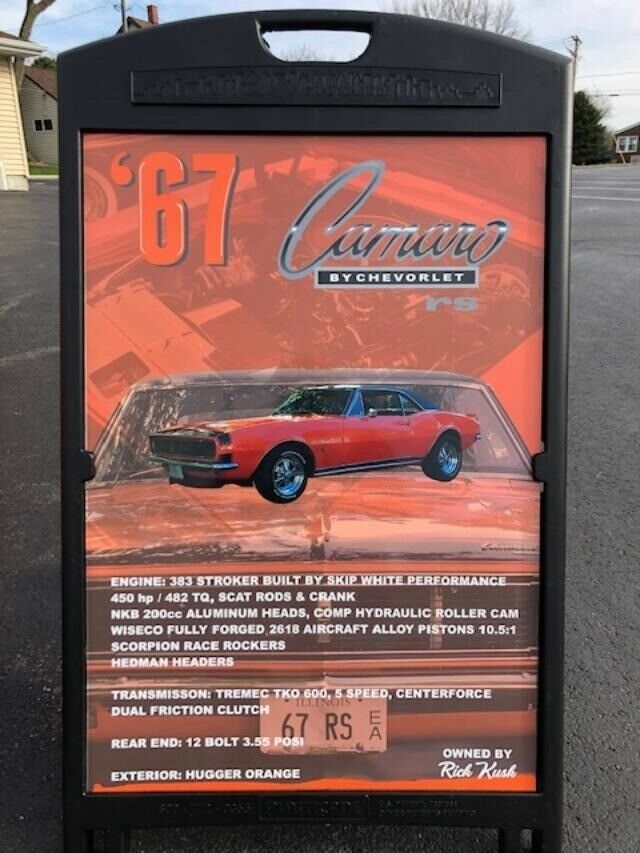 '67
Camaro
BY CHEVORLET
rs
ENGINE: 383 STROKER BUILT BY SKIP WHITE PERFORMANCE
450 hp / 482 TQ, SCAT RODS & CRANK
NKB 200cc ALUMINUM HEADS, COMP HYDRAULIC ROLLER CAM
WISECO FULLY FORGED 2618 AIRCRAFT ALLOY PISTONS 10.5:1
SCORPION RACE ROCKERS
HEDMAN HEADERS
TRANSMISSON: TREMEC TKO 600, 5 SPEED, CENTERFORCE
DUAL FRICTION CLUTCH
ILLINOIS
67 RS EA
REAR END: 12 BOLT 3.55 POSI
EXTERIOR: HUGGER ORANGE
OWNED BY
Rick Kush